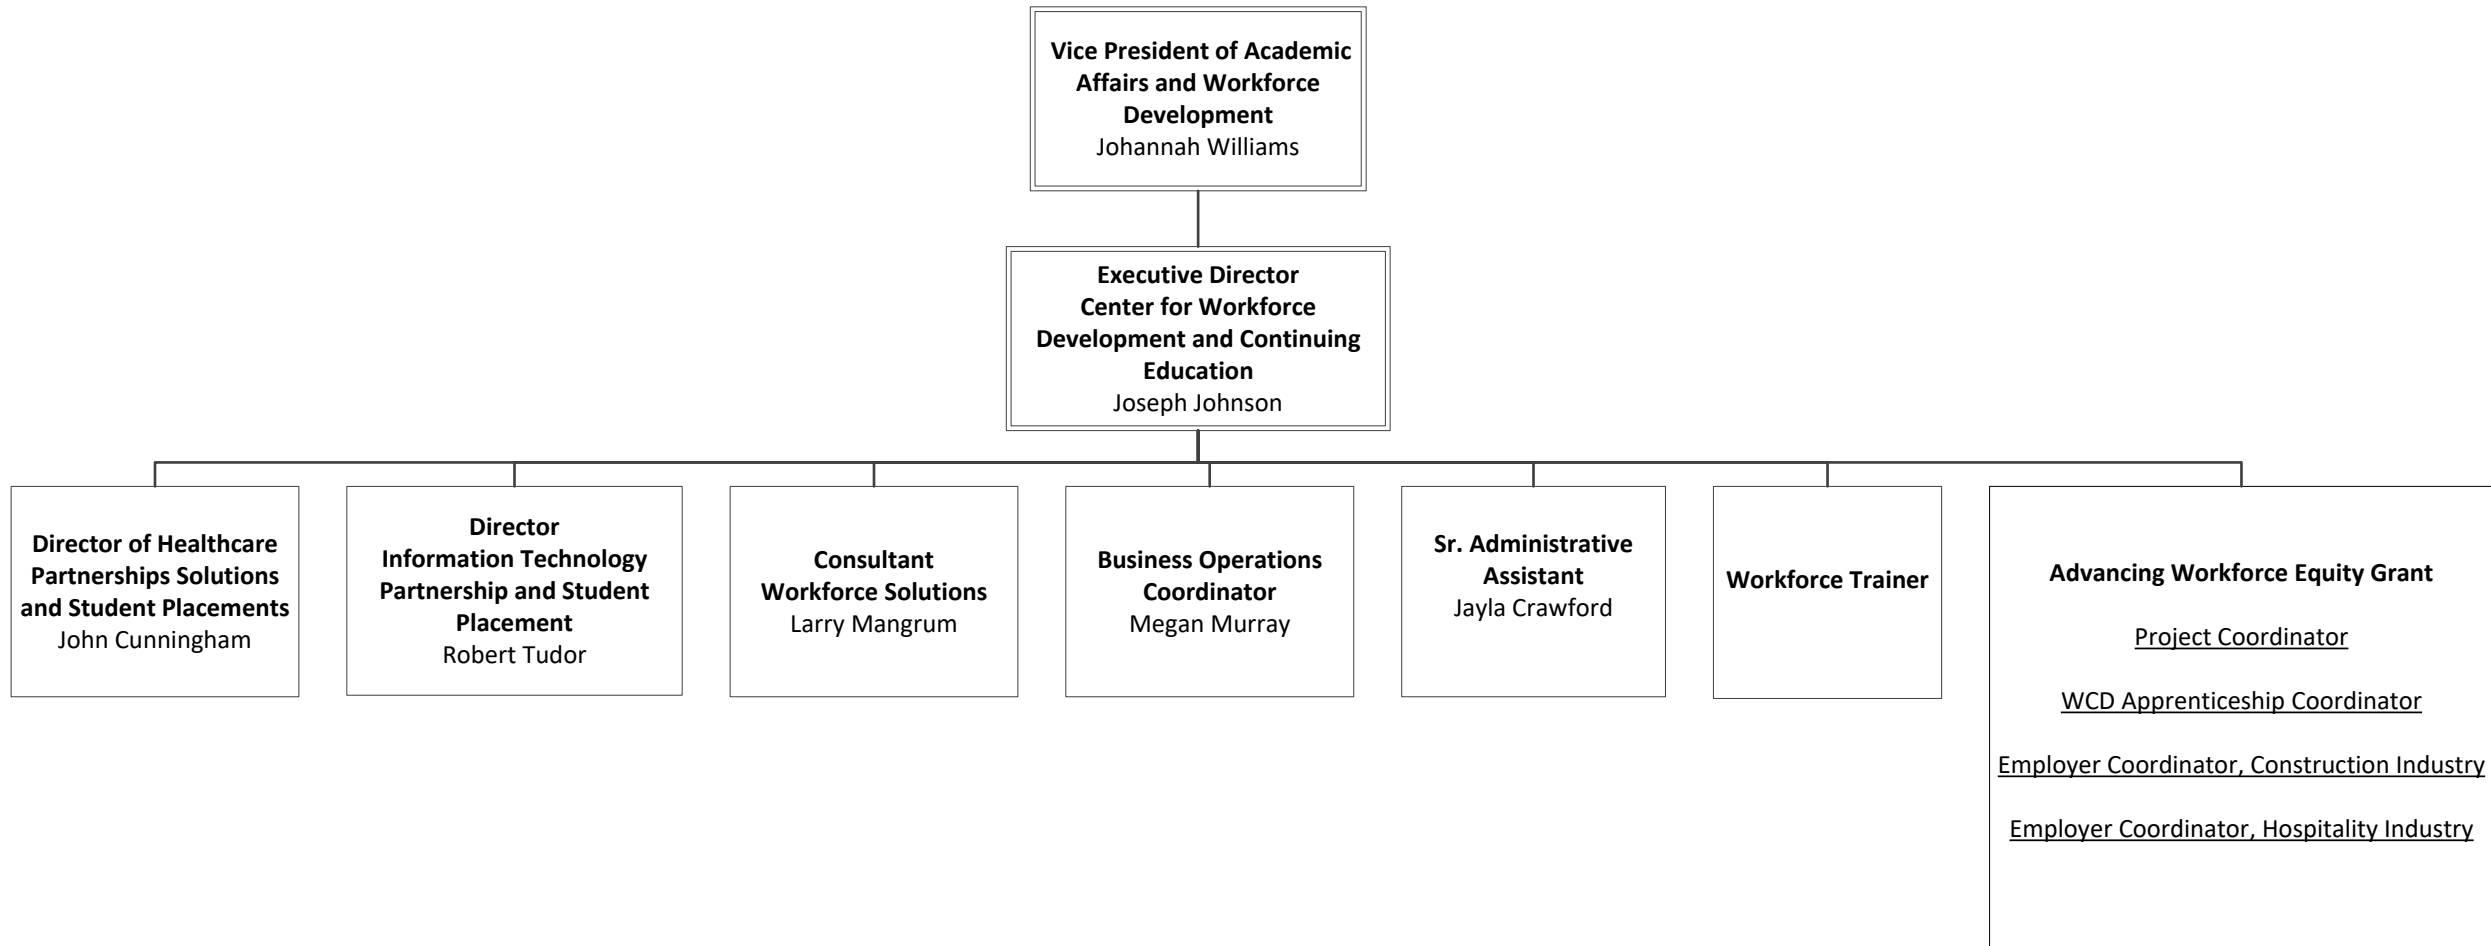 Vice President of Academic
Affairs and Workforce
Development
Johannah Williams
Executive Director
Center for Workforce
Development and Continuing
Education
Joseph Johnson
Director of Healthcare
Partnerships Solutions
and Student Placements
John Cunningham
Director
Information Technology
Partnership and Student
Placement
Robert Tudor
Consultant
Workforce Solutions
Larry Mangrum
Business Operations
Coordinator
Megan Murray
Sr. Administrative
Assistant
Jayla Crawford
Workforce Trainer
Advancing Workforce Equity Grant
Project Coordinator
WCD Apprenticeship Coordinator
Employer Coordinator, Construction Industry
Employer Coordinator, Hospitality Industry